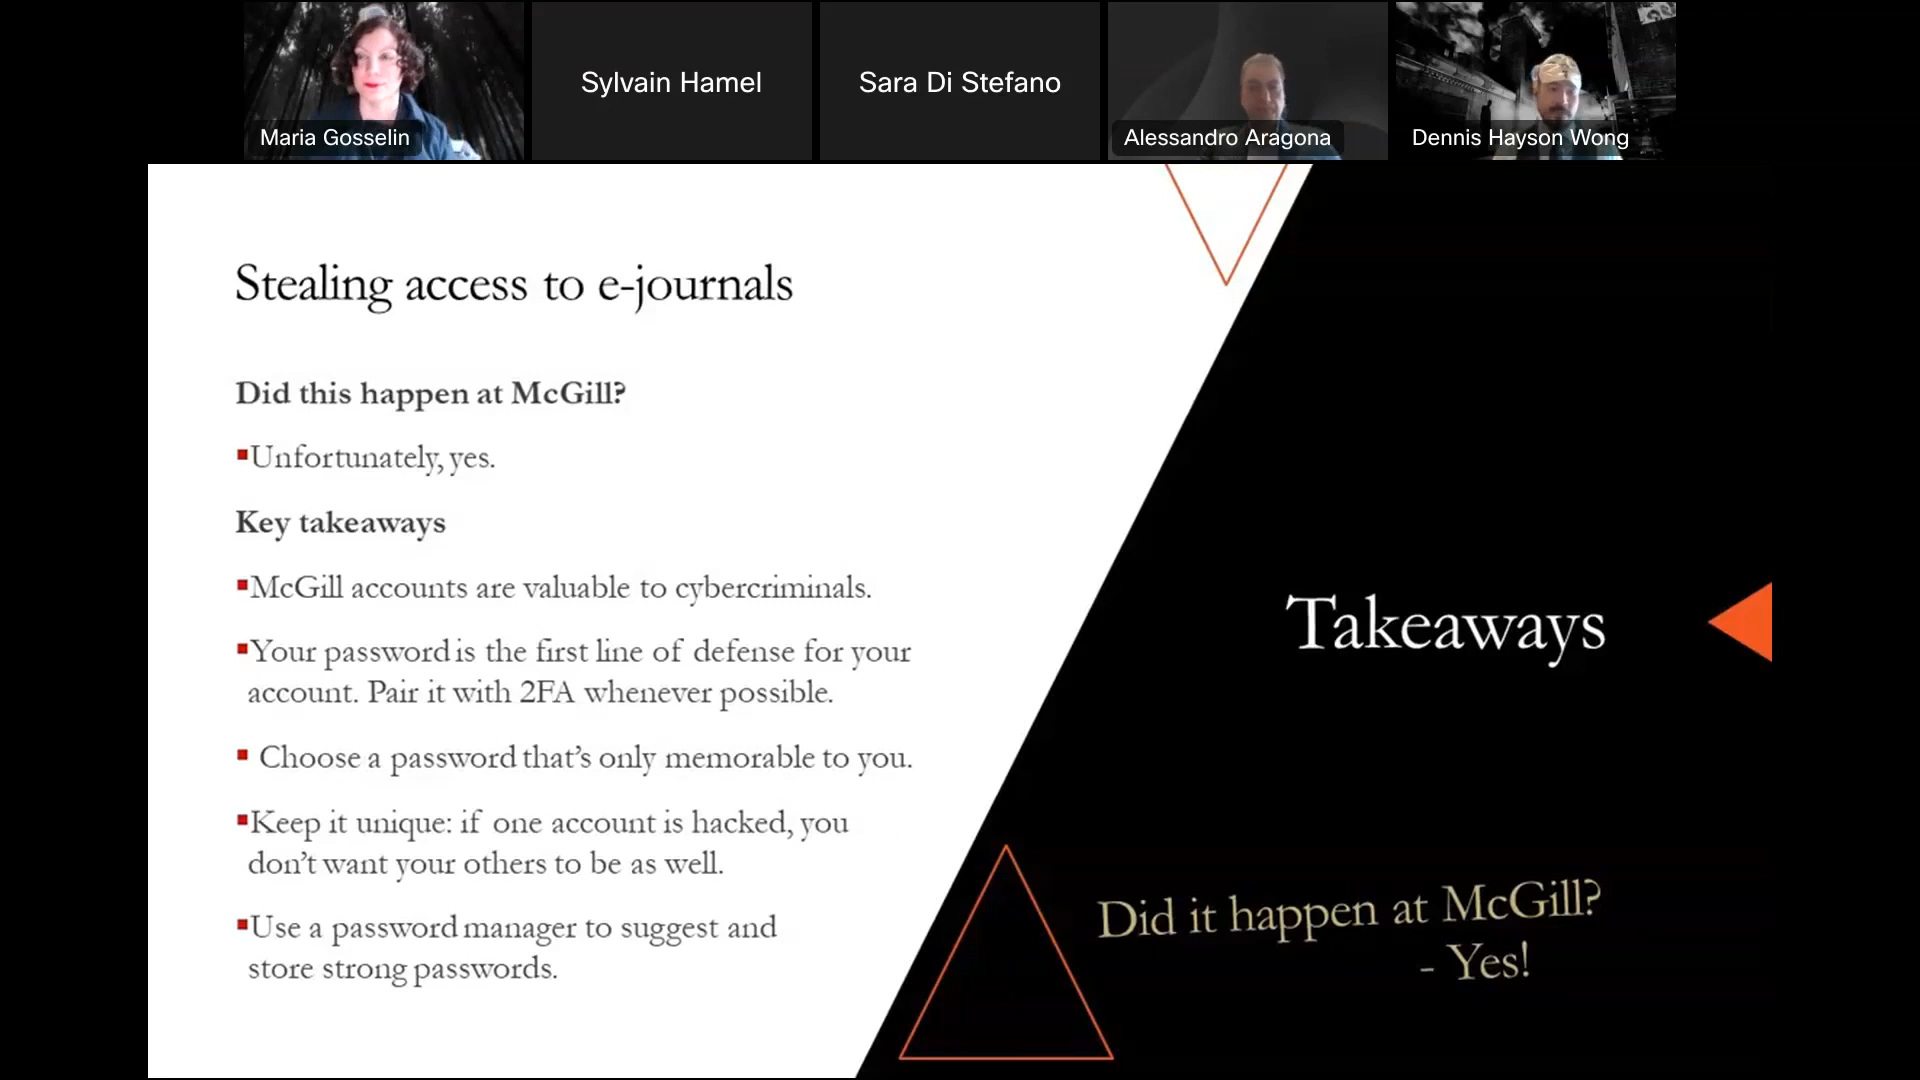 Maria Gosselin
Sylvain Hamel
Sara Di Stefano
Alessandro Aragona
Dennis Hayson Wong
Stealing access to e-journals
Did this happen at McGill?
Unfortunately, yes.
Key takeaways
McGill accounts are valuable to cybercriminals.
Your password is the first line of defense for your
account. Pair it with 2FA whenever possible.
Choose a password that’s only memorable to you.
Keep it unique: if one account is hacked, you
don’t want your others to be as well.
Use a password manager to suggest and
store strong passwords.
Takeaways
Did it happen at McGill?
- Yes!